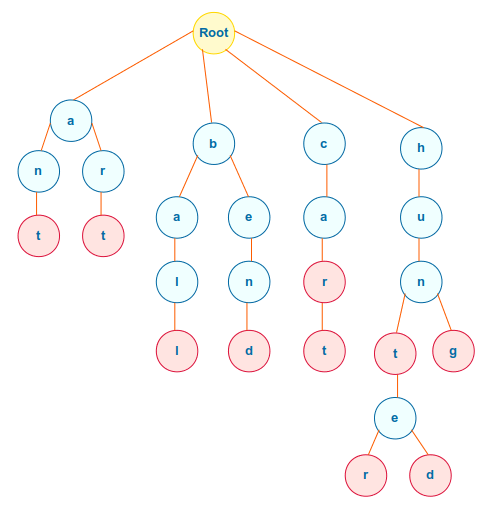 Root
a
b c
h
n r
a e a u
t t
l n r n
l d t t g
e
r d